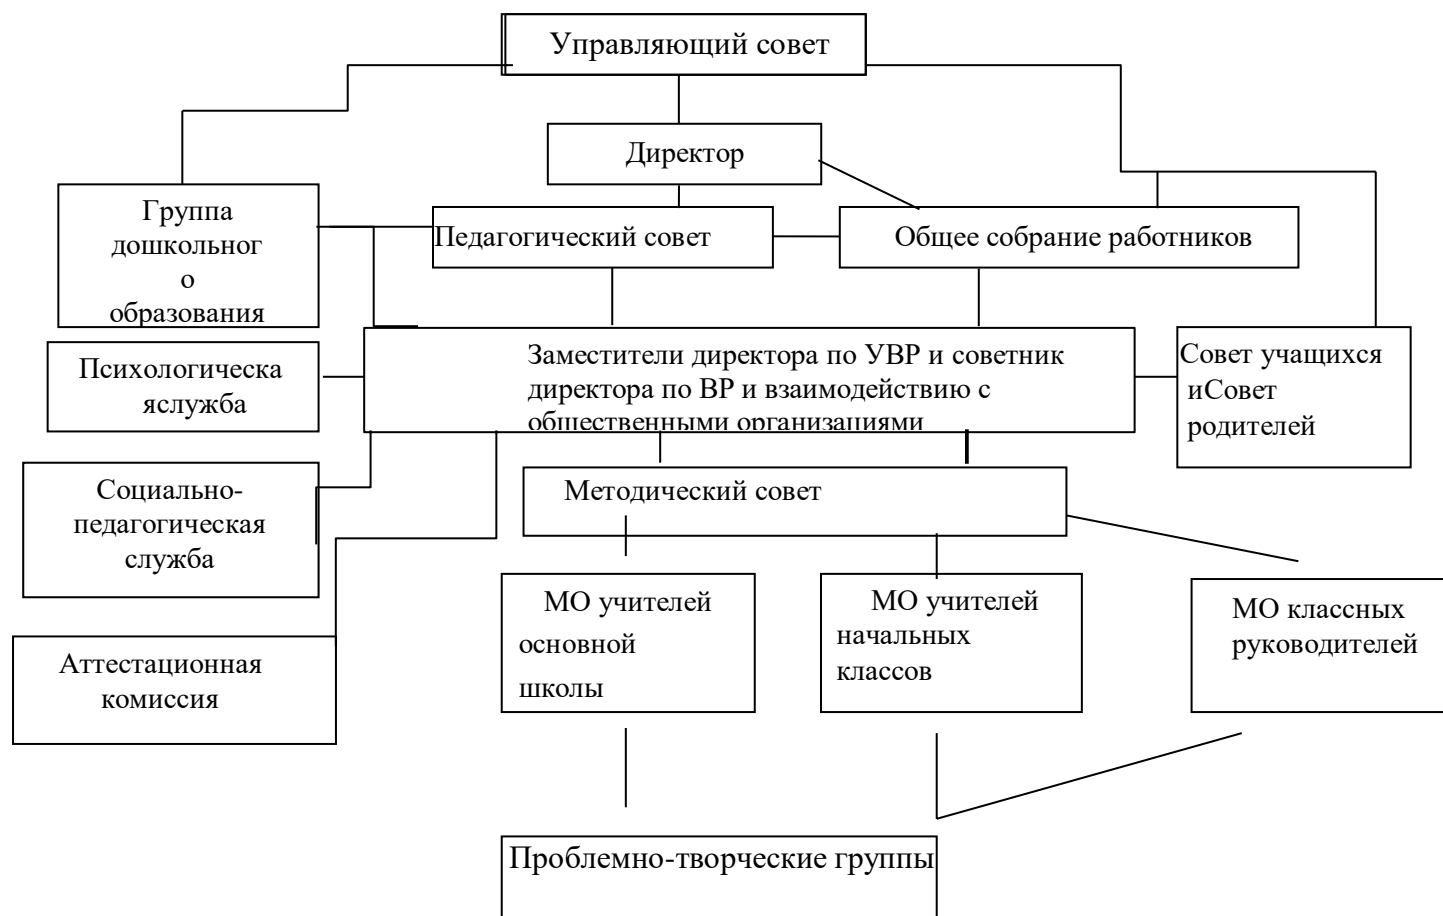 Управляющий совет
Директор
Группа
дошкольног
о
образования
Педагогический совет
Общее собрание работников
Заместители директора по УВР и советник
директора по ВР и взаимодействию с
общественными организациями
Психологическа
яслужба
Совет учащихся
иСовет
родителей
Социально-
педагогическая
служба
Методический совет
МО учителей
основной
школы
МО учителей
начальных
классов
МО классных
руководителей
Аттестационная
комиссия
Проблемно-творческие группы